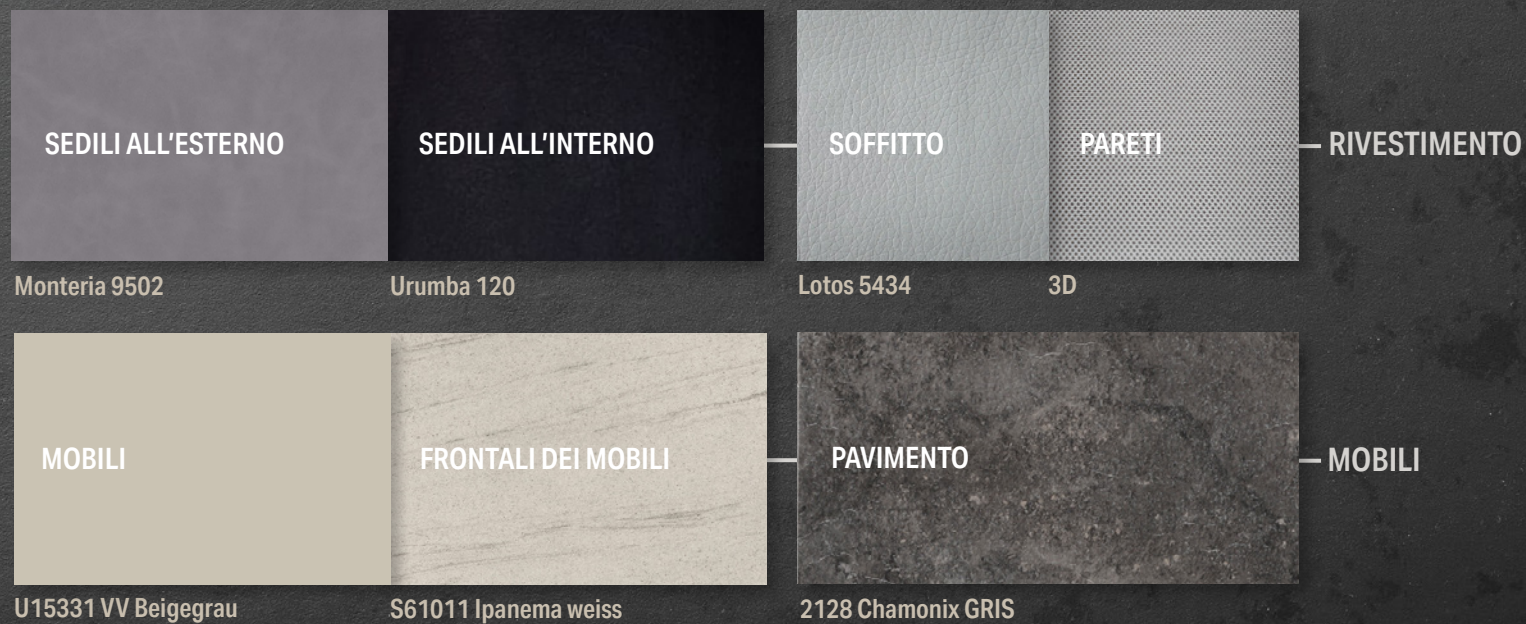 SEDILI ALL'ESTERNO
SEDILI ALL'INTERNO
SOFFITTO
PARETI
RIVESTIMENTO
Monteria 9502
Urumba 120
Lotos 5434
3D
MOBILI
FRONTALI DEI MOBILI
PAVIMENTO
MOBILI
U15331 VV Beigegrau
S61011 Ipanema weiss
2128 Chamonix GRIS